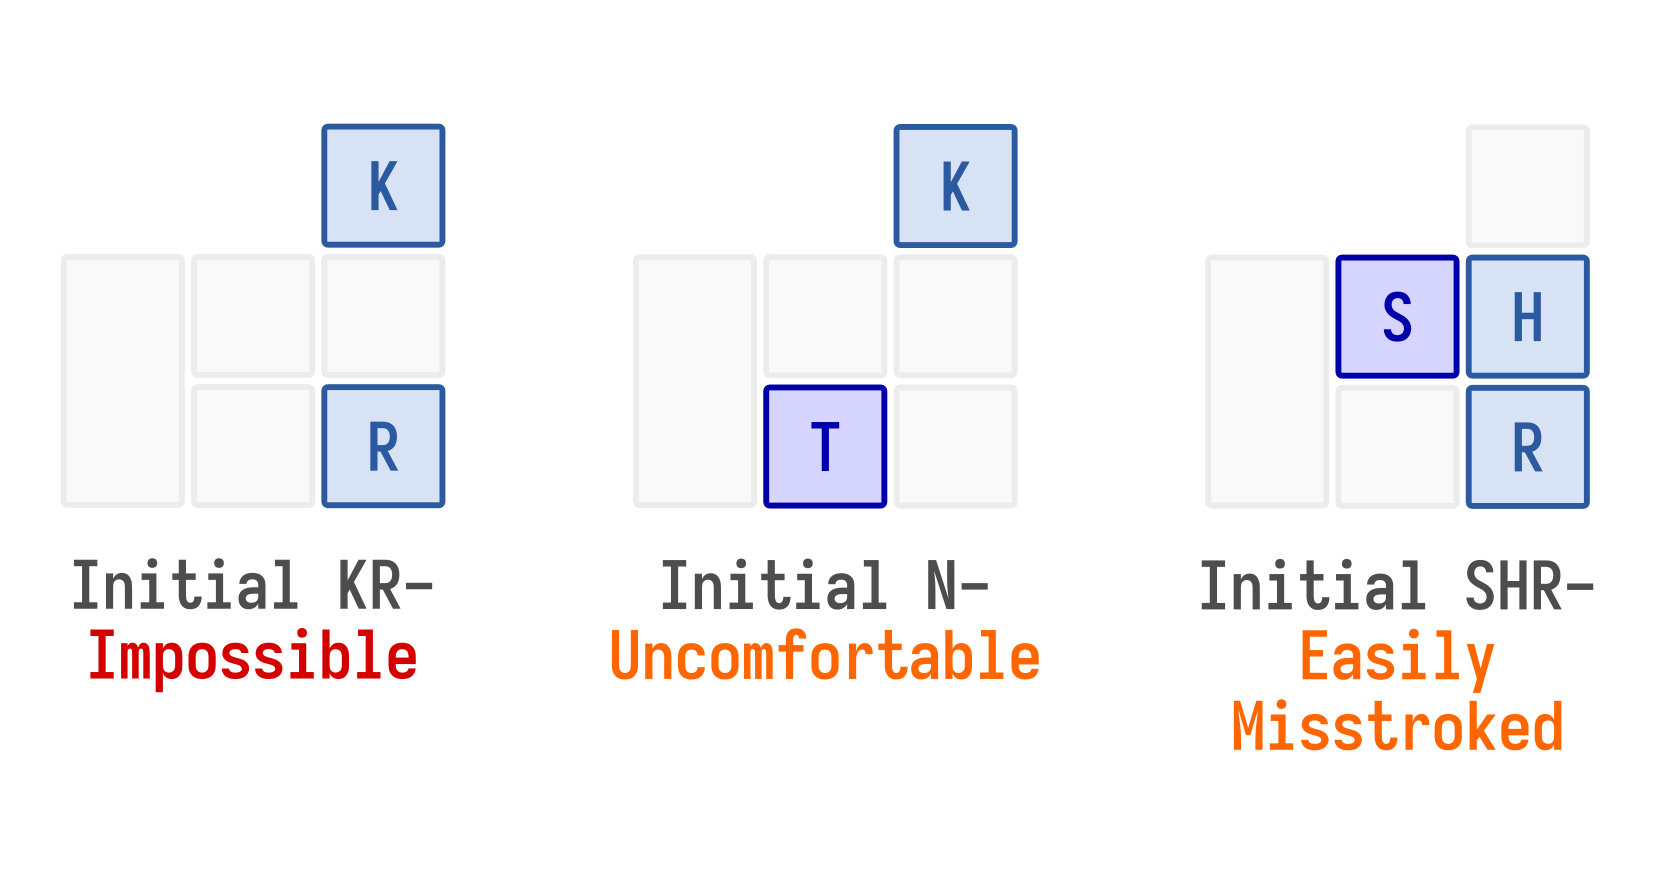 K
R
Initial KR-
Impossible
K
T
Initial N-
Uncomfortable
S H
R
Initial SHR-
Easily
Misstroked